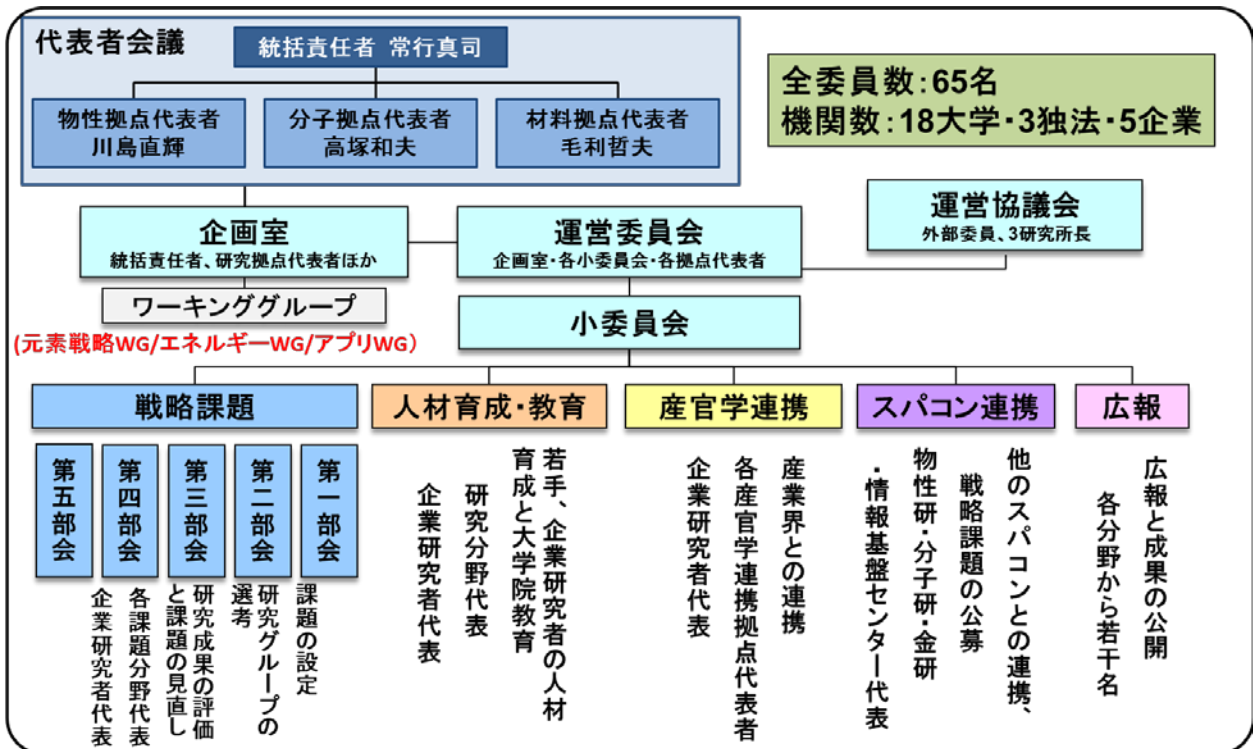 代表者会議
統括責任者 常行真司
物性拠点代表者
川島直輝
分子拠点代表者
高塚和夫
材料拠点代表者
毛利哲夫
全委員数:65名
機関数:18大学・3独法・5企業
企画室
統括責任者、研究拠点代表者ほか
運営委員会
企画室・各小委員会・各拠点代表者
運営協議会
外部委員、3研究所長
ワーキンググループ
(元素戦略WG/エネルギーWG/アプリWG)
小委員会
戦略課題
人材育成・教育
産官学連携
スパコン連携
広報
第一部会
第二部会
第三部会
第四部会
第五部会
課題の設定
研究グループの
選考
研究成果の評価
と課題の見直し
各課題分野代表
企業研究者代表
若手、企業研究者の人材
育成と大学院教育
研究分野代表
企業研究者代表
産業界との連携
各産官学連携拠点代表者
企業研究者代表
他のスパコンとの連携、
戦略課題の公募
物性研・分子研・金研
・情報基盤センター代表
広報と成果の公開
各分野から若干名